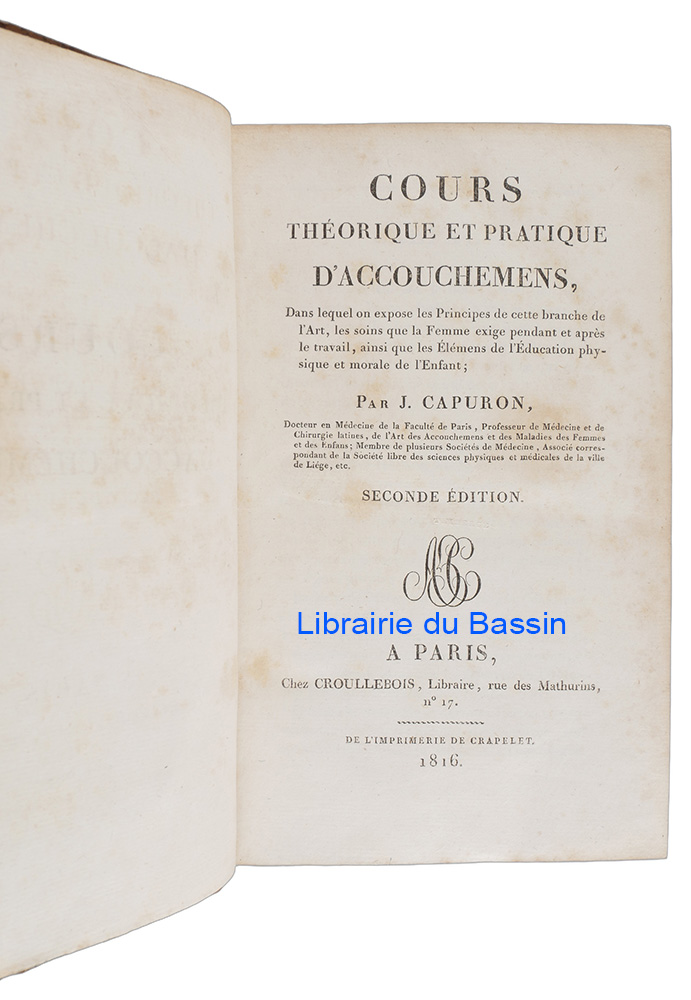 COURS
THÉORIQUE ET PRATIQUE
D'ACCOUCHEMENS,
Dans lequel on expose les Principes de cette branche de
l'Art, les soins que la Femme exige pendant et après
le travail, ainsi que les Élémens de l'Éducation phy-
sique et morale de l'Enfant;
PAR J. CAPURON,
Docteur en Médecine de la Faculté de Paris, Professeur de Médecine et de
Chirurgie latines, de l'Art des Accouchemens et des Maladies des Femmes
et des Enfans; Membre de plusieurs Sociétés de Médecine, Associé corres-
pondant de la Société libre des sciences physiques et médicales de la ville
de Liége, etc.
SECONDE ÉDITION.
Librairie du Bassin
A PARIS,
Chez CROULLEBOIS, Libraire, rue des Mathurins,
nº 17.
DE L'IMPRIMERIE DE CRAPELET.
1816.